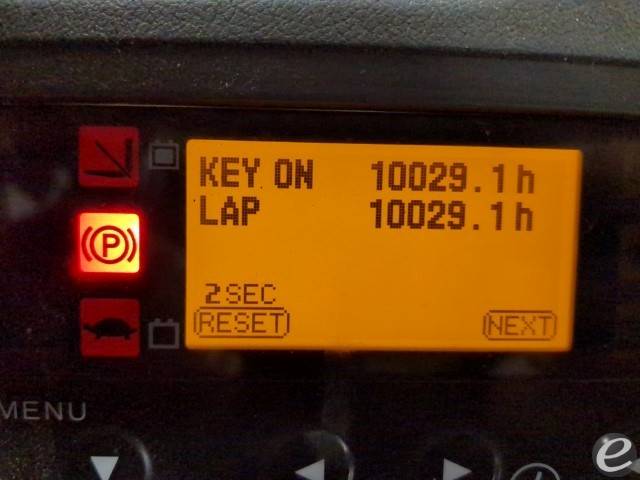 KEY ON 10029.1h
LAP 10029.1h
2SEC
RESET NEXT
P
MENU
e